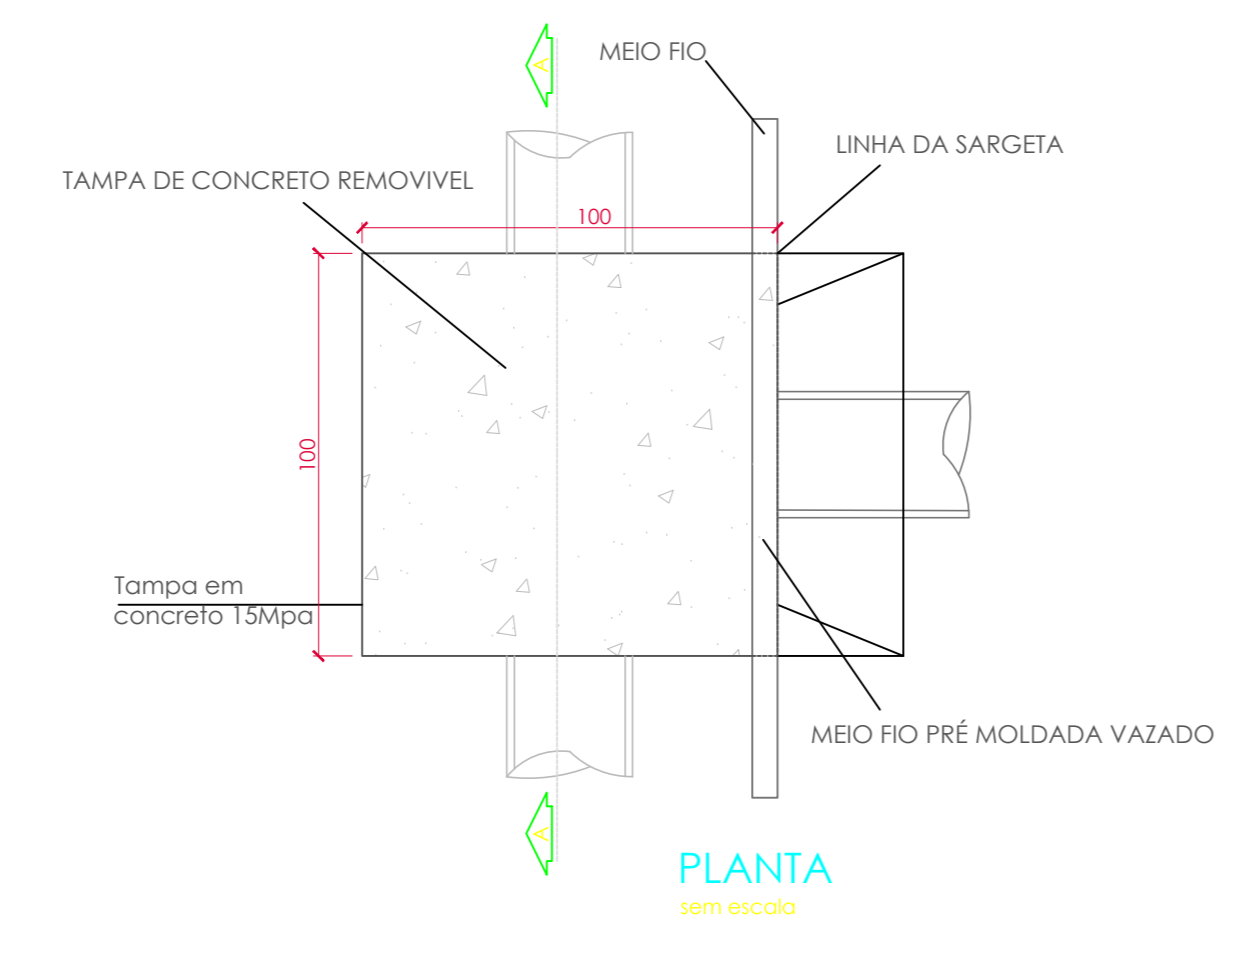 A
MEIO FIO
LINHA DA SARGETA
TAMPA DE CONCRETO REMOVIVEL
100
100
Tampa em
concreto 15Mpa
MEIO FIO PRÉ MOLDADA VAZADO
A
PLANTA
sem escala